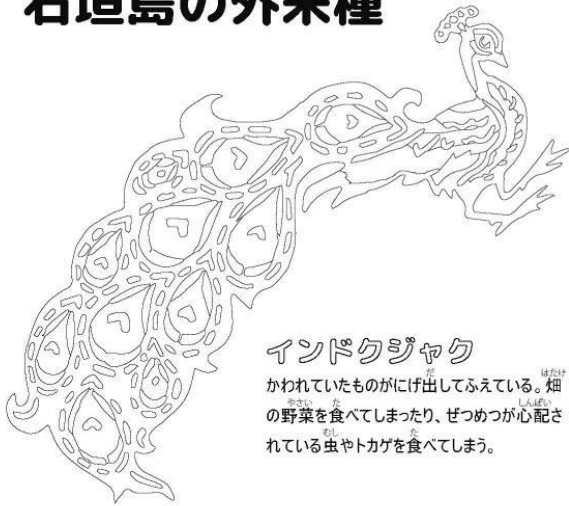 石垣島の外来種
インドクジャク
かわれていたものがにげ出してふえている。畑
の野菜を食べてしまったり、ぜつめつが心配さ
れている虫やトカゲを食べてしまう。